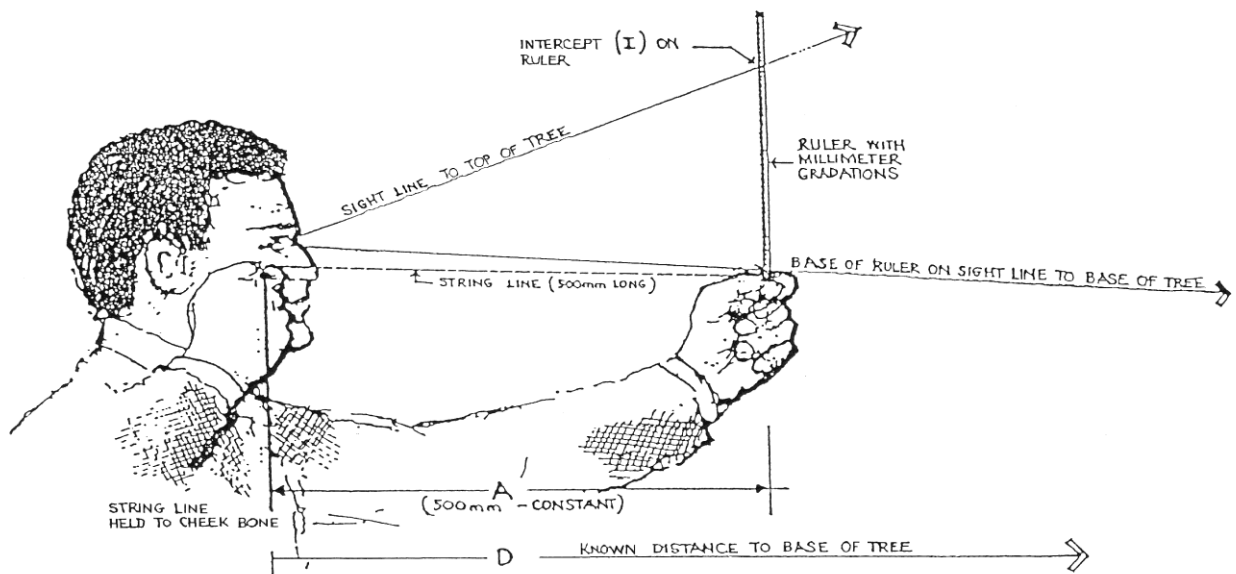 INTERCEPT (I) ON
RULER
SIGHT LINE TO TOP OF TREE
RULER WITH
MILLIMETER
GRADATIONS
BASE OF RULER ON SIGHT LINE TO BASE OF TREE
STRING LINE (500mm LONG)
A
(500mm - CONSTANT)
STRING LINE
HELD TO CHEEK BONE
D
KNOWN DISTANCE TO BASE OF TREE